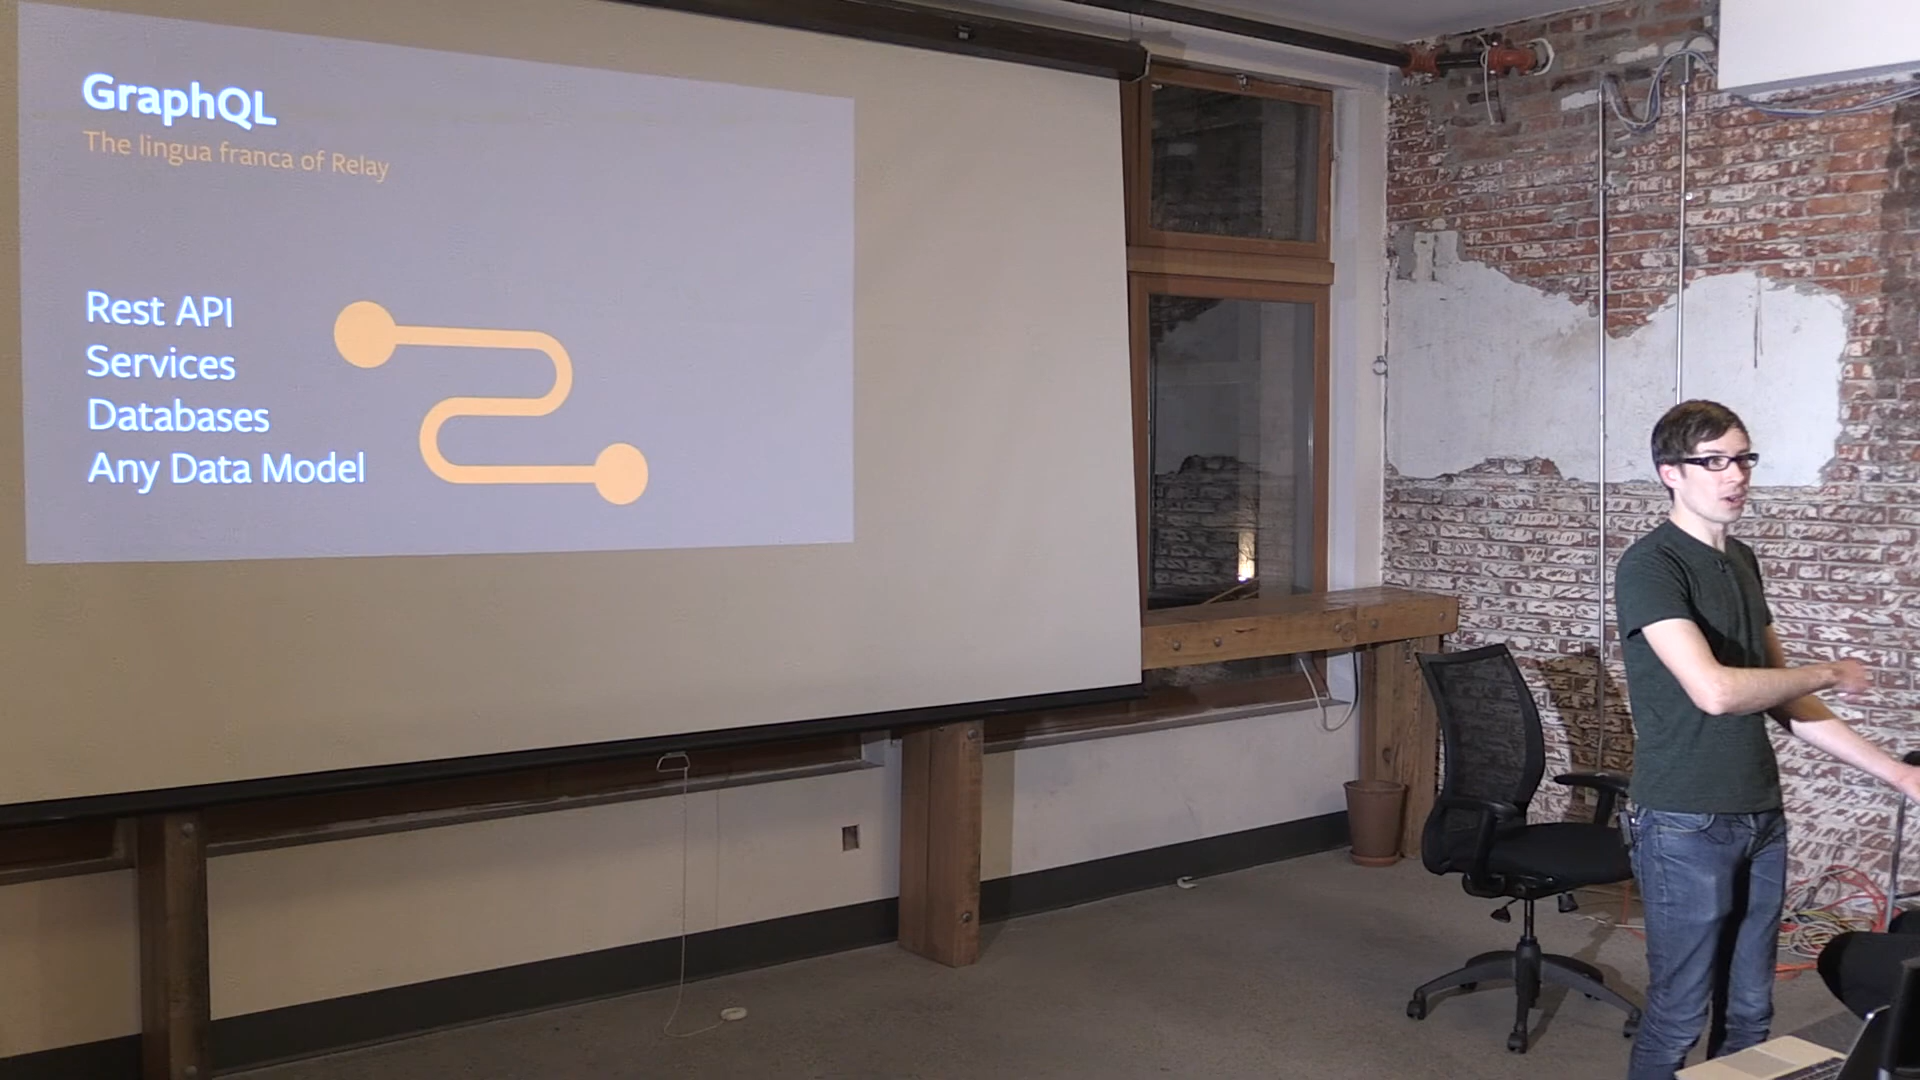 GraphQL
The lingua franca of Relay
Rest API
Services
Databases
Any Data Model